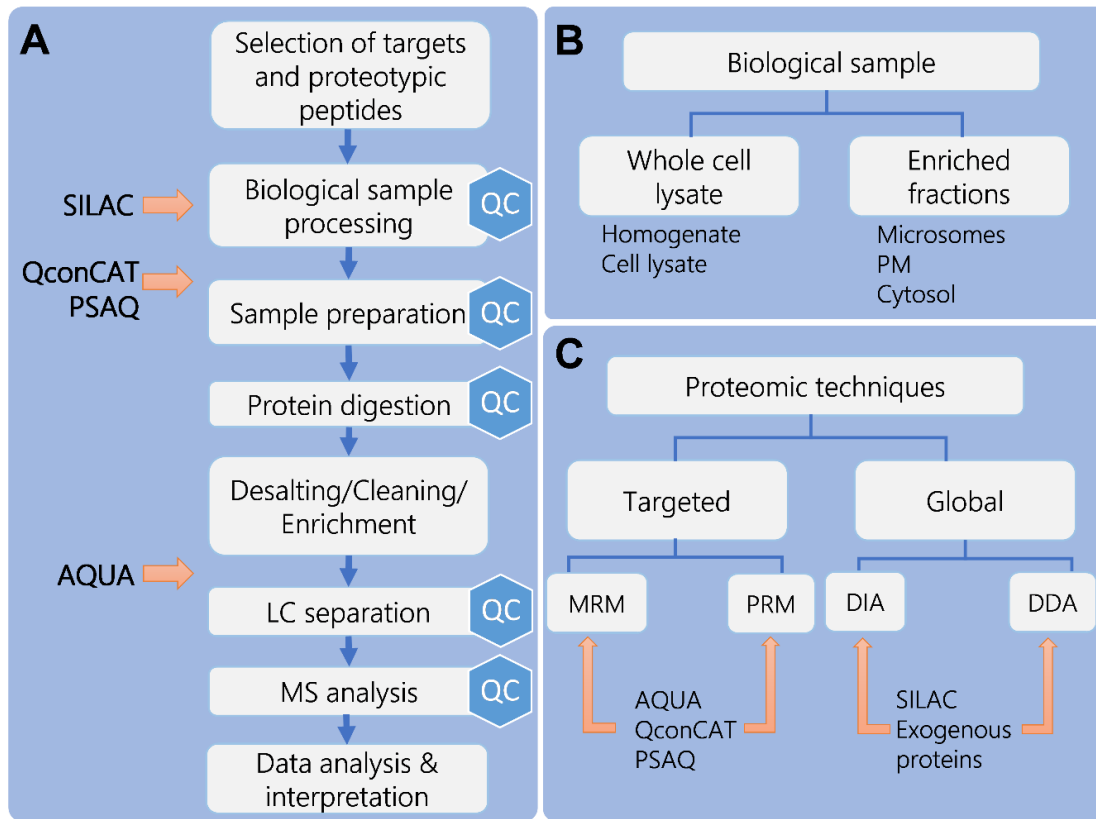 A
Selection of targets
and proteotypic
peptides
SILAC
Biological sample
processing
QC
QconCAT
PSAQ
Sample preparation
QC
Protein digestion
QC
Desalting/Cleaning/
Enrichment
AQUA
LC separation
QC
MS analysis
QC
Data analysis &
interpretation
B
Biological sample
Whole cell
lysate
Homogenate
Cell lysate
Enriched
fractions
Microsomes
PM
Cytosol
C
Proteomic techniques
Targeted
Global
MRM
PRM
DIA
DDA
AQUA
QconCAT
PSAQ
SILAC
Exogenous
proteins